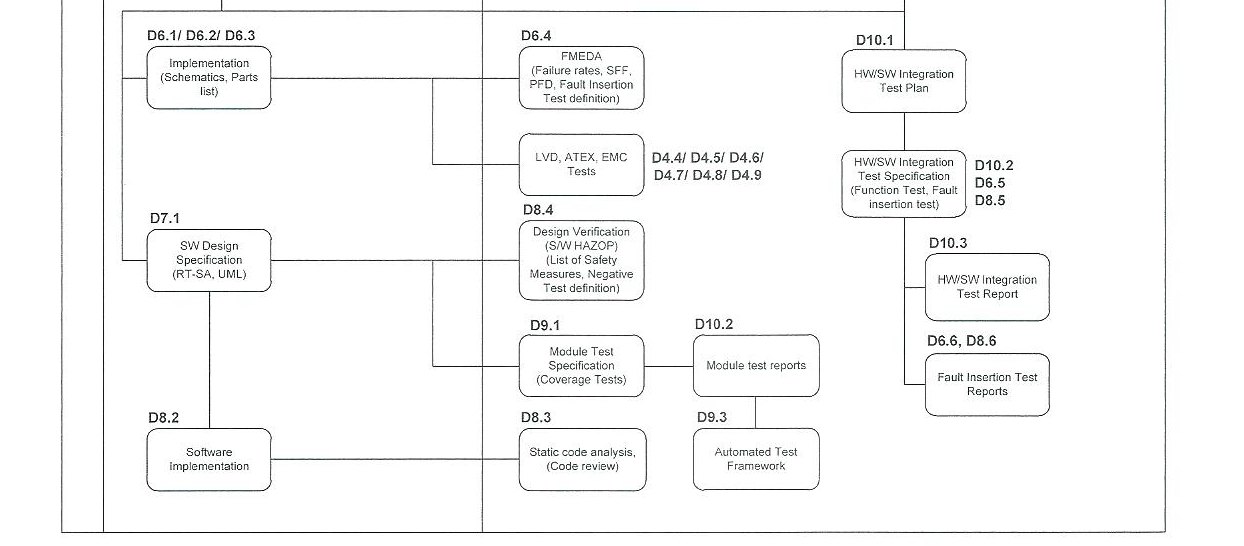 D6.1/ D6.2/ D6.3
Implementation
(Schematics, Parts
list)
D6.4
FMEDA
(Failure rates, SFF,
PFD, Fault Insertion
Test definition)
D10.1
HW/SW Integration
Test Plan
LVD, ATEX, EMC
Tests
D4.4/ D4.5/ D4.6/
D4.7/ D4.8/ D4.9
HW/SW Integration
Test Specification
(Function Test, Fault
insertion test)
D10.2
D6.5
D8.5
D7.1
SW Design
Specification
(RT-SA, UML)
D8.4
Design Verification
(S/W HAZOP)
(List of Safety
Measures, Negative
Test definition)
D10.3
HW/SW Integration
Test Report
D9.1
Module Test
Specification
(Coverage Tests)
D10.2
Module test reports
D6.6, D8.6
Fault Insertion Test
Reports
D8.2
Software
Implementation
D8.3
Static code analysis,
(Code review)
D9.3
Automated Test
Framework